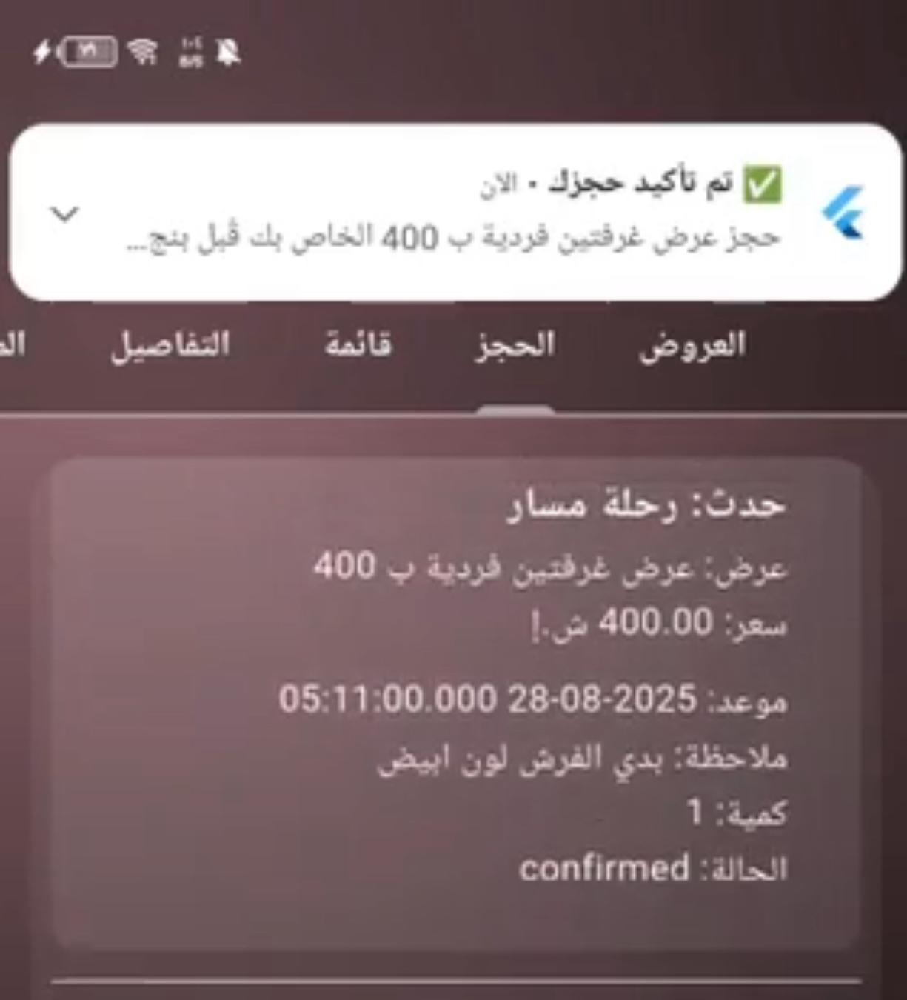 تم تأكيد حجزك • الآن
حجز عرض غرفتين فردية ب 400 الخاص بك قُبل بنج...
العروض الحجز قائمة التفاصيل
حدث: رحلة مسار
عرض: عرض غرفتين فردية ب 400
سعر: 400.00 ش.إ
موعد: 2025-08-28 05:11:00.000
ملاحظة: بدي الفرش لون ابيض
كمية: 1
الحالة: confirmed